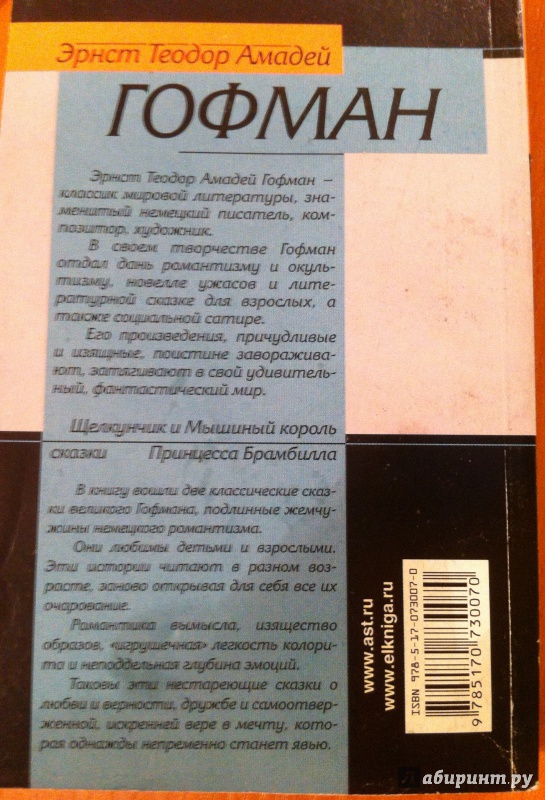 Эрнст Теодор Амадей
ГОФМАН
Эрнст Теодор Амадей Гофман –
классик мировой литературы, зна-
менитый немецкий писатель, ком-
позитор, художник.
В своем творчестве Гофман
отдал дань романтизму и окуль-
тизму, новелле ужасов и лите-
ратурной сказке для взрослых, а
также социальной сатире.
Его произведения, причудливые
и изящные, поистине заворажива-
ют, затягивают в свой удивитель-
ный, фантастический мир.
Щелкунчик и Мышиный король
сказки Принцесса Брамбилла
В книгу вошли две классические сказ-
ки великого Гофмана, подлинные жемчу-
жины немецкого романтизма.
Они любимы детьми и взрослыми.
Эти истории читают в разном воз-
расте, заново открывая для себя все их
очарование.
Романтика вымысла, изящество
образов, «игрушечная» легкость колори-
та и неподдельная глубина эмоций.
Таковы эти нестареющие сказки о
любви и верности, дружбе и самоотвер-
женной, искренней вере в мечту, кото-
рая однажды непременно станет явью.
www.ast.ru
www.elkniga.ru
ISBN 978-5-17-073007-0
9 785170 730070
абиринт.ру